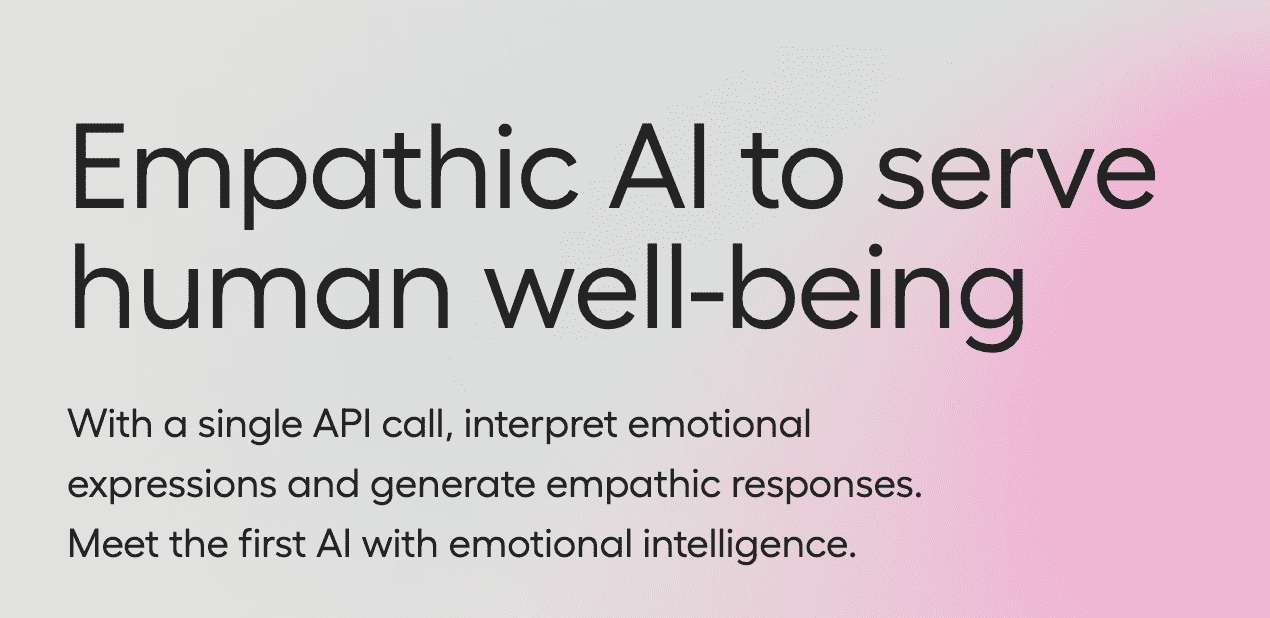 Empathic AI to serve
human well-being
With a single API call, interpret emotional
expressions and generate empathic responses.
Meet the first AI with emotional intelligence.